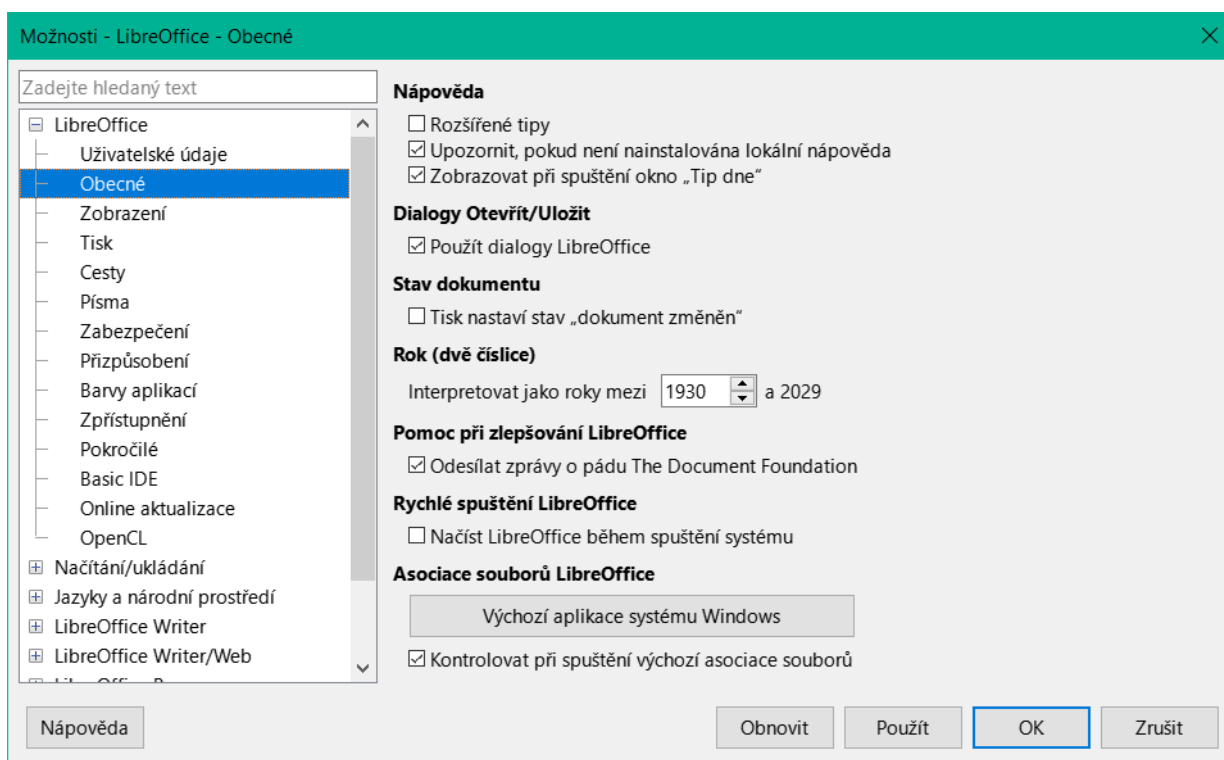 Možnosti - LibreOffice - Obecné
Zadejte hledaný text
LibreOffice
Uživatelské údaje
Obecné
Zobrazení
Tisk
Cesty
Písma
Zabezpečení
Přizpůsobení
Barvy aplikací
Zpřístupnění
Pokročilé
Basic IDE
Online aktualizace
OpenCL
Načítání/ukládání
Jazyky a národní prostředí
LibreOffice Writer
LibreOffice Writer/Web
Nápověda
Rozšířené tipy
Upozornit, pokud není nainstalována lokální nápověda
Zobrazovat při spuštění okno „Tip dne“
Dialogy Otevřít/Uložit
Použít dialogy LibreOffice
Stav dokumentu
Tisk nastaví stav „dokument změněn“
Rok (dvě číslice)
Interpretovat jako roky mezi 1930 a 2029
Pomoc při zlepšování LibreOffice
Odesílat zprávy o pádu The Document Foundation
Rychlé spuštění LibreOffice
Načíst LibreOffice během spuštění systému
Asociace souborů LibreOffice
Výchozí aplikace systému Windows
Kontrolovat při spuštění výchozí asociace souborů
Nápověda Obnovit Použít OK Zrušit